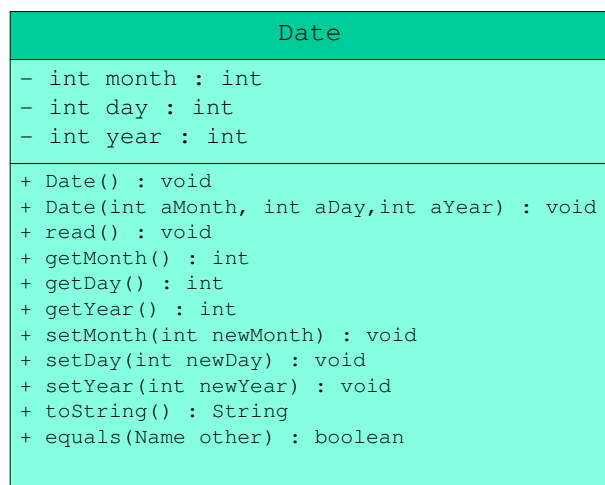 Date
- int month : int
- int day : int
- int year : int
+ Date() : void
+ Date(int aMonth, int aDay,int aYear) : void
+ read() : void
+ getMonth() : int
+ getDay() : int
+ getYear() : int
+ setMonth(int newMonth) : void
+ setDay(int newDay) : void
+ setYear(int newYear) : void
+ toString() : String
+ equals(Name other) : boolean